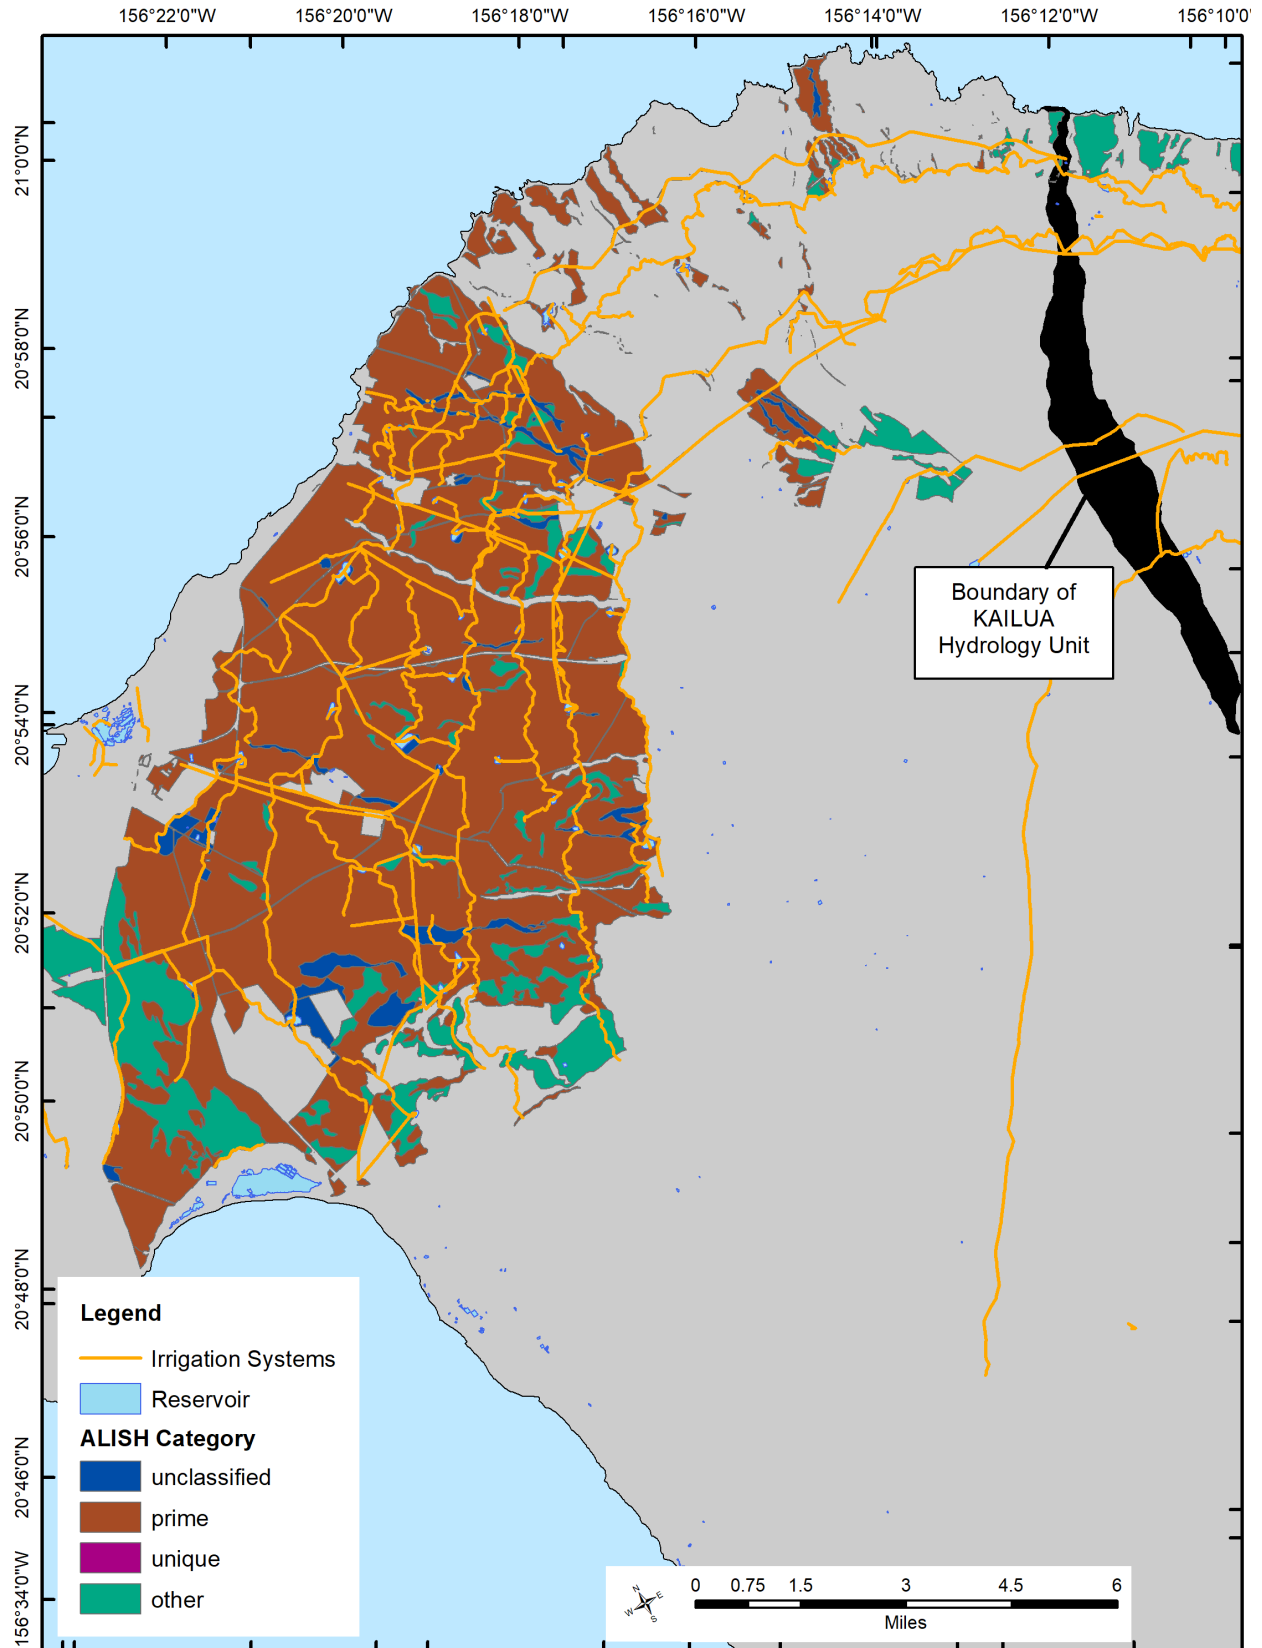 156°22'0"W 156°20'0"W 156°18'0"W 156°16'0"W 156°14'0"W 156°12'0"W 156°10'0"
21°0'0"N
20°58'0"N
20°56'0"N
Boundary of
KAILUA
Hydrology Unit
20°54'0"N
20°52'0"N
20°50'0"N
20°48'0"N
20°46'0"N
156°34'0"W
Legend
Irrigation Systems
Reservoir
ALISH Category
unclassified
prime
unique
other
N
E
W
S
0 0.75 1.5 3 4.5 6
Miles